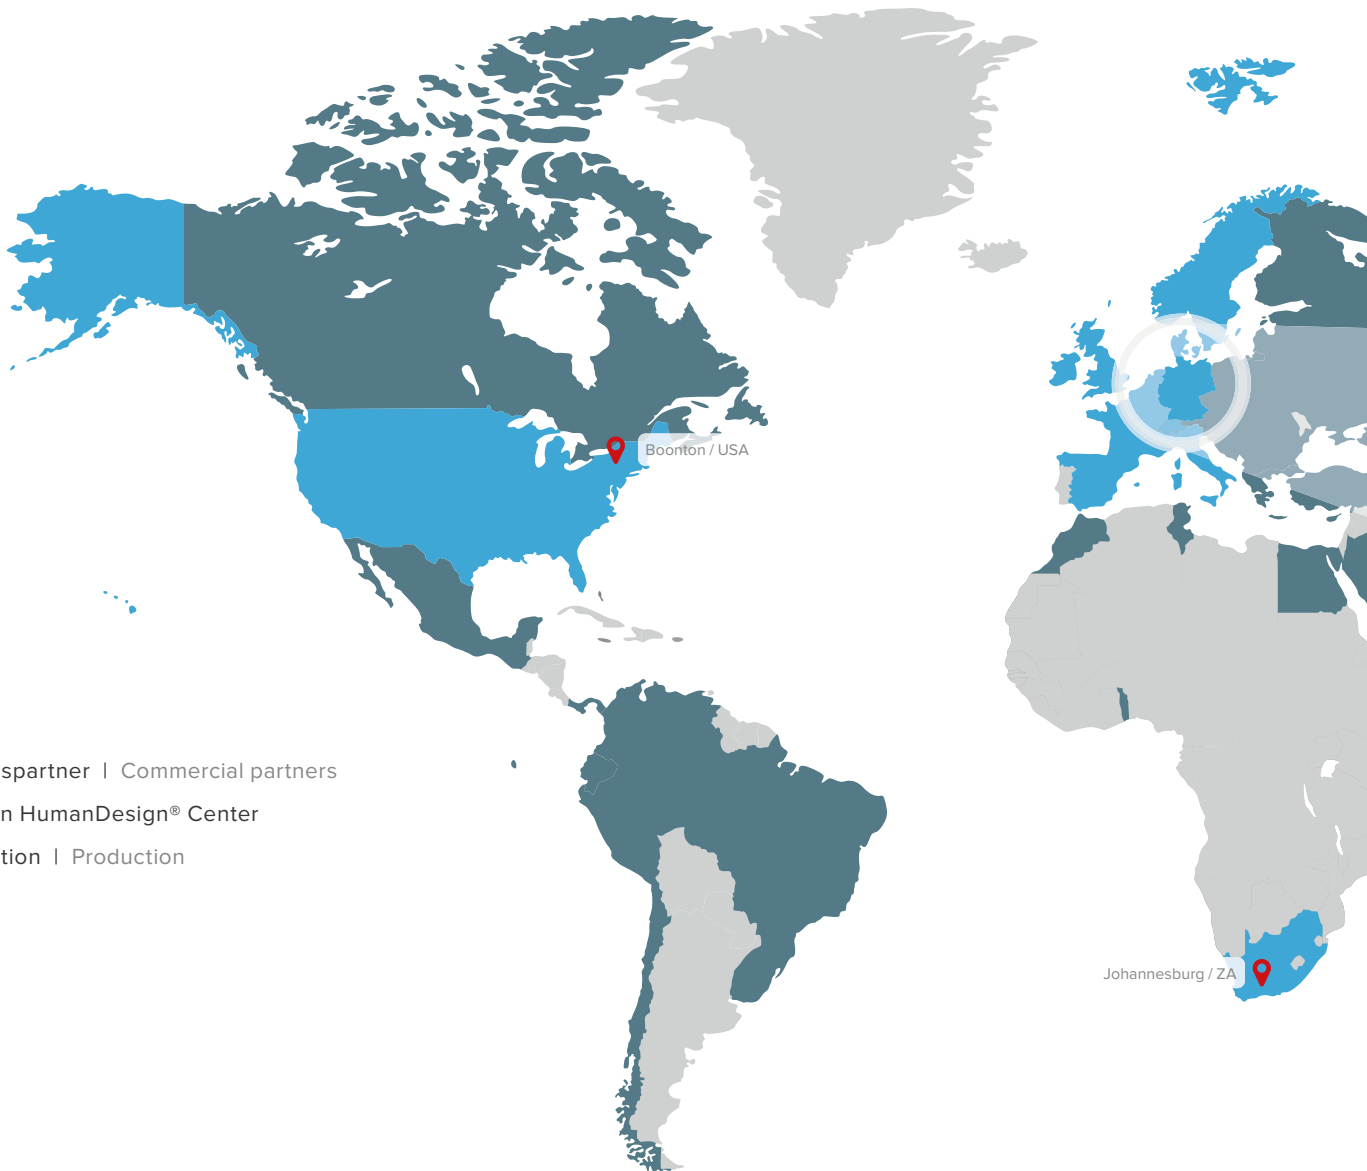 Boonton / USA
spartner | Commercial partners
n HumanDesign® Center
tion | Production
Johannesburg / ZA